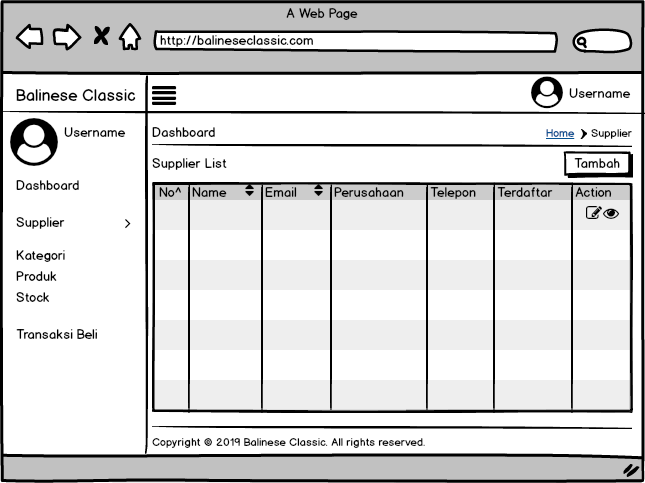 A Web Page
http://balineseclassic.com
Balinese Classic
Username
Username
Dashboard
Supplier
Kategori
Produk
Stock
Transaksi Beli
Dashboard
Home Supplier
Supplier List
Tambah
No^ Name Email Perusahaan Telepon Terdaftar Action
Copyright © 2019 Balinese Classic. All rights reserved.